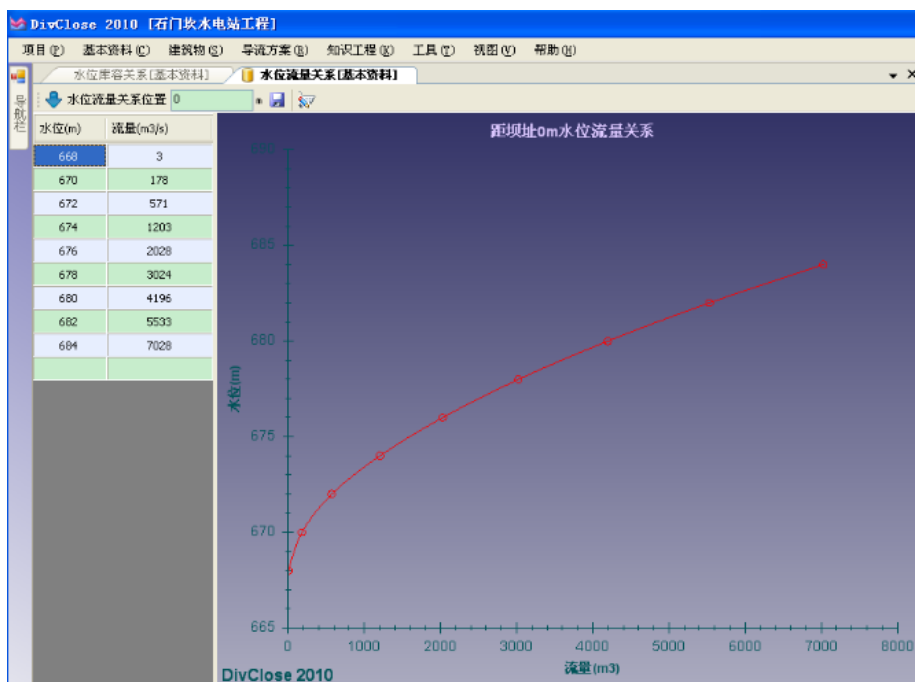 DivClose 2010 [石门坎水电站工程]
项目(P) 基本资料(C) 建筑物(S) 导流方案(R) 知识工程(K) 工具(T) 视图(V) 帮助(H)
水位库容关系[基本资料] 水位流量关系[基本资料]
导航栏
水位流量关系位置 0 m
水位(m) 流量(m3/s)
668 3
670 178
672 571
674 1203
676 2028
678 3024
680 4196
682 5533
684 7028
距坝址0m水位流量关系
690
685
680
675
670
665
水位(m)
0 1000 2000 3000 4000 5000 6000 7000 8000
流量(m3)
DivClose 2010